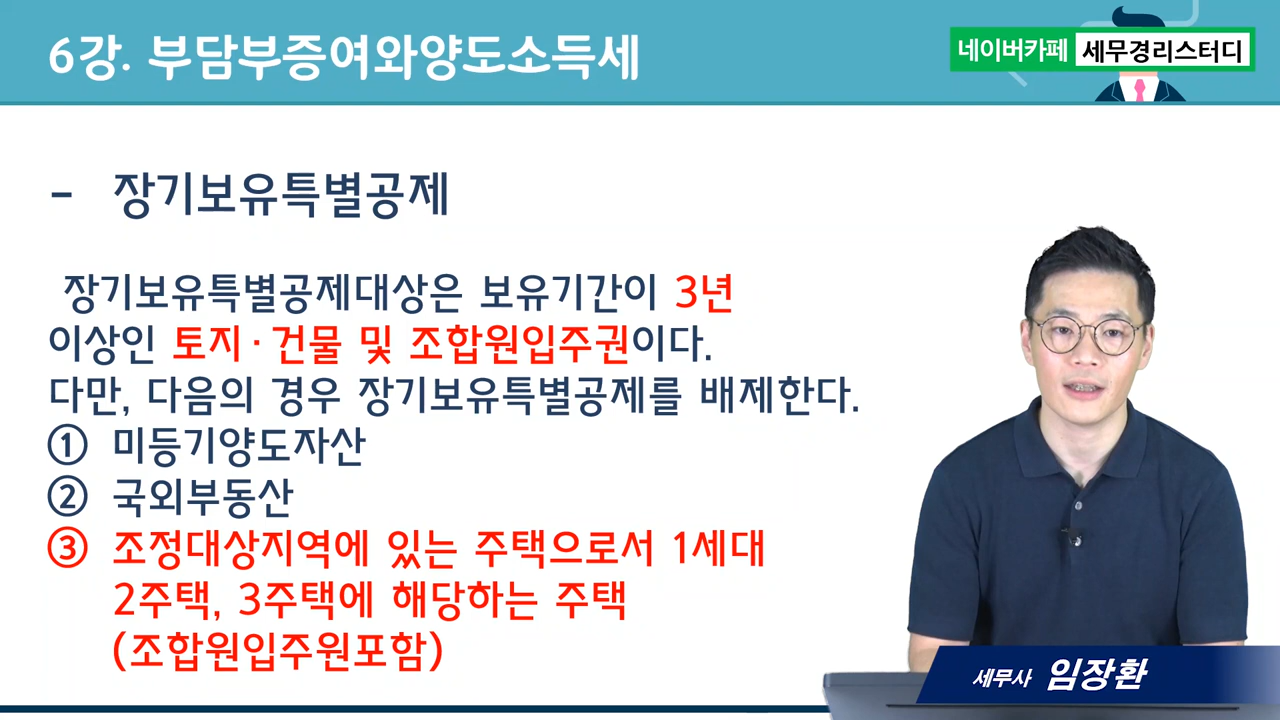 6강. 부담부증여와양도소득세
네이버카페 세무경리스터디
- 장기보유특별공제
장기보유특별공제대상은 보유기간이 3년
이상인 토지·건물 및 조합원입주권이다.
다만, 다음의 경우 장기보유특별공제를 배제한다.
① 미등기양도자산
② 국외부동산
③ 조정대상지역에 있는 주택으로서 1세대
2주택, 3주택에 해당하는 주택
(조합원입주원포함)
세무사 임장환